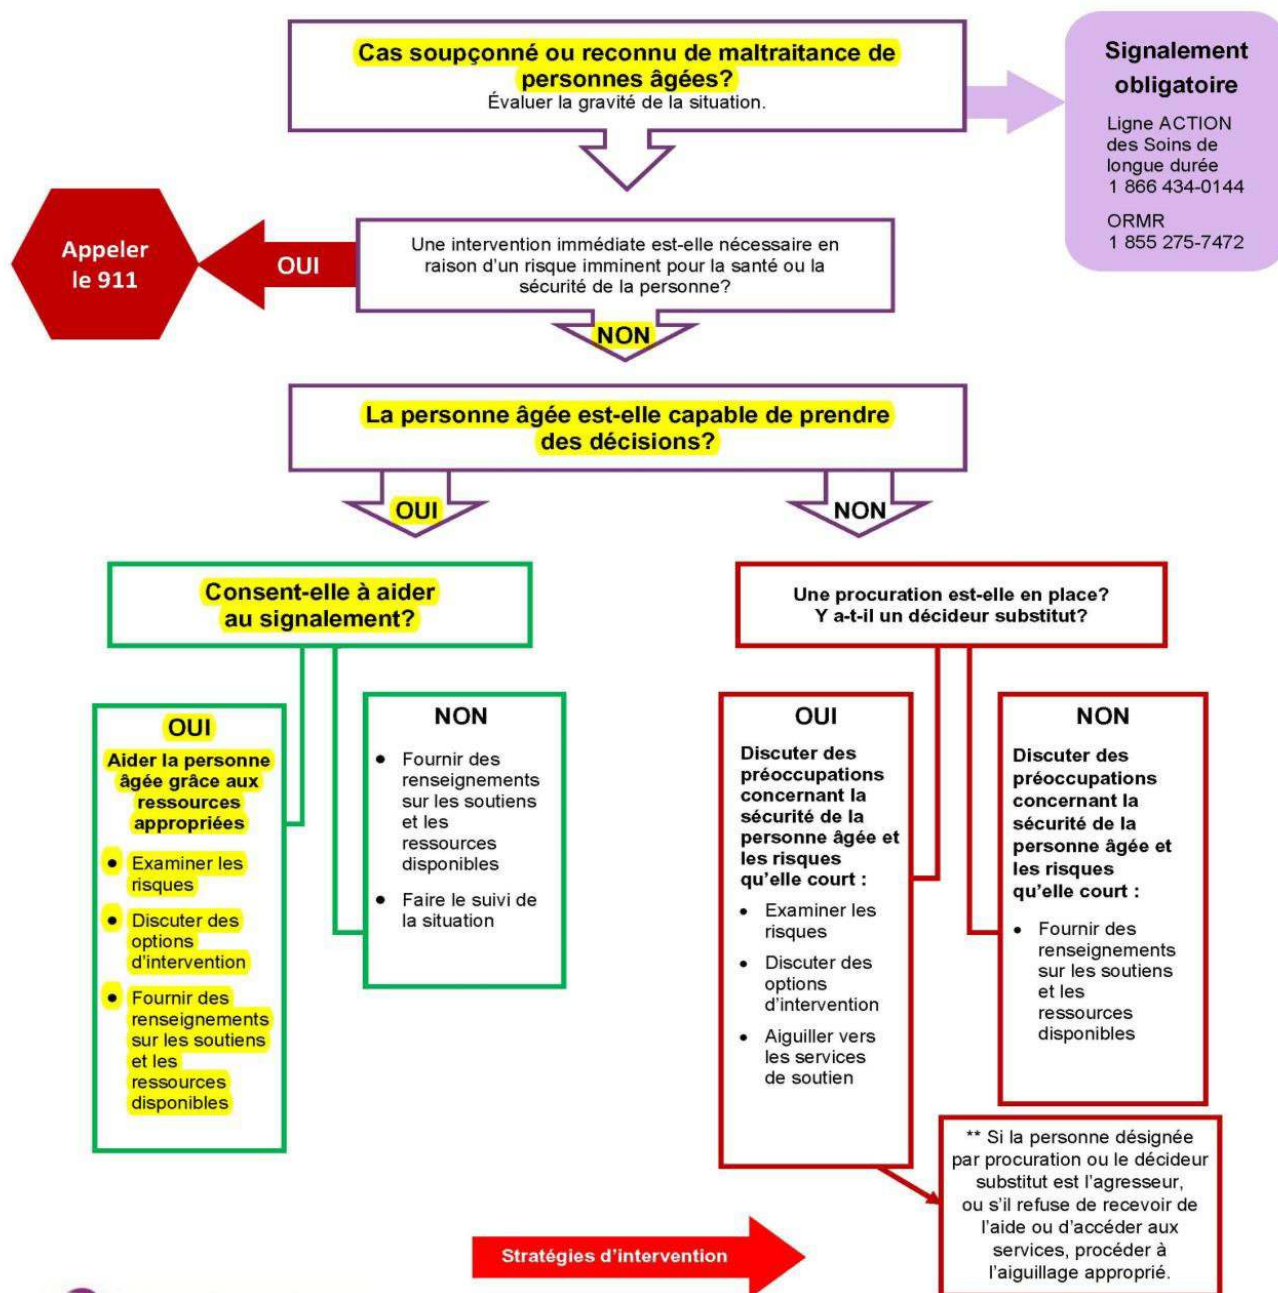 Cas soupçonné ou reconnu de maltraitance de
personnes âgées?
Évaluer la gravité de la situation.
Signalement
obligatoire
Ligne ACTION
des Soins de
longue durée
1 866 434-0144
ORMR
1 855 275-7472
Appeler
le 911
OUI
Une intervention immédiate est-elle nécessaire en
raison d'un risque imminent pour la santé ou la
sécurité de la personne?
NON
La personne âgée est-elle capable de prendre
des décisions?
OUI
NON
Consent-elle à aider
au signalement?
Une procuration est-elle en place?
Y a-t-il un décideur substitut?
OUI
Aider la personne
âgée grâce aux
ressources
appropriées
● Examiner les
risques
● Discuter des
options
d'intervention
● Fournir des
renseignements
sur les soutiens
et les
ressources
disponibles
NON
● Fournir des
renseignements
sur les soutiens
et les
ressources
disponibles
● Faire le suivi de
la situation
OUI
Discuter des
préoccupations
concernant la
sécurité de la
personne âgée et
les risques
qu'elle court :
• Examiner les
risques
• Discuter des
options
d'intervention
• Aiguiller vers
les services
de soutien
NON
Discuter des
préoccupations
concernant la
sécurité de la
personne âgée et
les risques
qu'elle court :
• Fournir des
renseignements
sur les soutiens
et les
ressources
disponibles
** Si la personne désignée
par procuration ou le décideur
substitut est l'agresseur,
ou s'il refuse de recevoir de
l'aide ou d'accéder aux
services, procéder à
l'aiguillage approprié.
Stratégies d'intervention